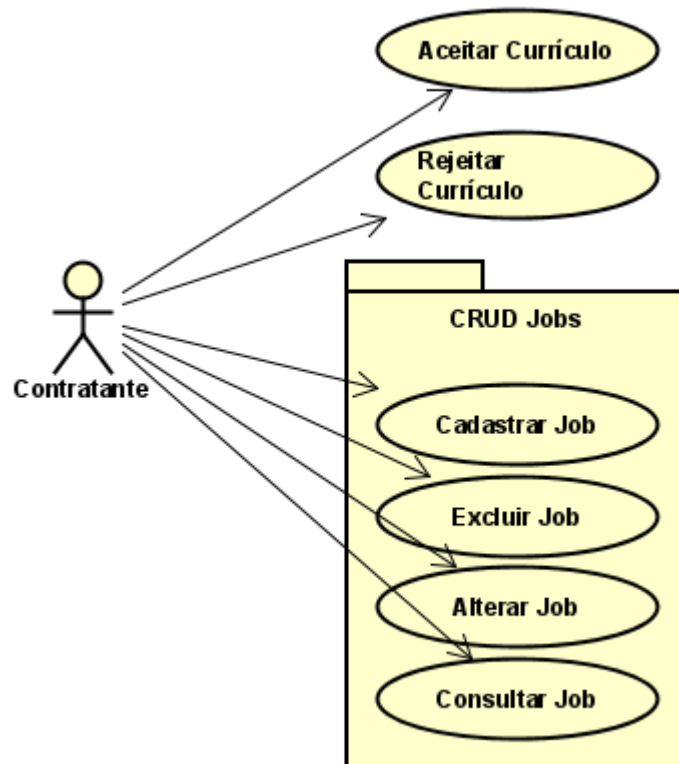 Aceitar Currículo
Rejeitar
Currículo
CRUD Jobs
Contratante
Cadastrar Job
Excluir Job
Alterar Job
Consultar Job